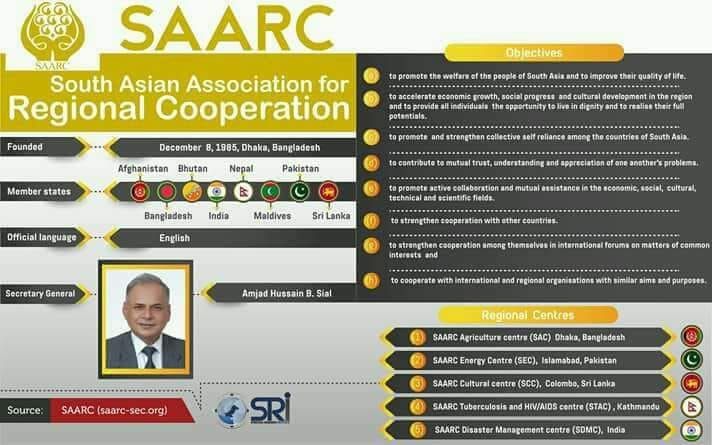 SAARC
SAARC
South Asian Association for
Regional Cooperation
Founded
December 8, 1985, Dhaka, Bangladesh
Afghanistan Bhutan Nepal Pakistan
Member states
Bangladesh India Maldives Sri Lanka
Official language
English
Secretary General
Amjad Hussain B. Sial
Source: SAARC (saarc-sec.org)
SRI
Objectives
to promote the welfare of the people of South Asia and to improve their quality of life.
to accelerate economic growth, social progress and cultural development in the region
and to provide all individuals the opportunity to live in dignity and to realise their full
potentials.
to promote and strengthen collective self reliance among the countries of South Asia.
to contribute to mutual trust, understanding and appreciation of one another's problems.
to promote active collaboration and mutual assistance in the economic, social, cultural,
technical and scientific fields.
to strengthen cooperation with other countries.
to strengthen cooperation among themselves in international forums on matters of common
interests and
h to cooperate with international and regional organisations with similar aims and purposes.
Regional Centres
1 SAARC Agriculture centre (SAC) Dhaka, Bangladesh
2 SAARC Energy Centre (SEC), Islamabad, Pakistan
3 SAARC Cultural centre (SCC), Colombo, Sri Lanka
4 SAARC Tuberculosis and HIV/AIDS centre (STAC) , Kathmandu
5 SAARC Disaster Management centre (SDMC), India